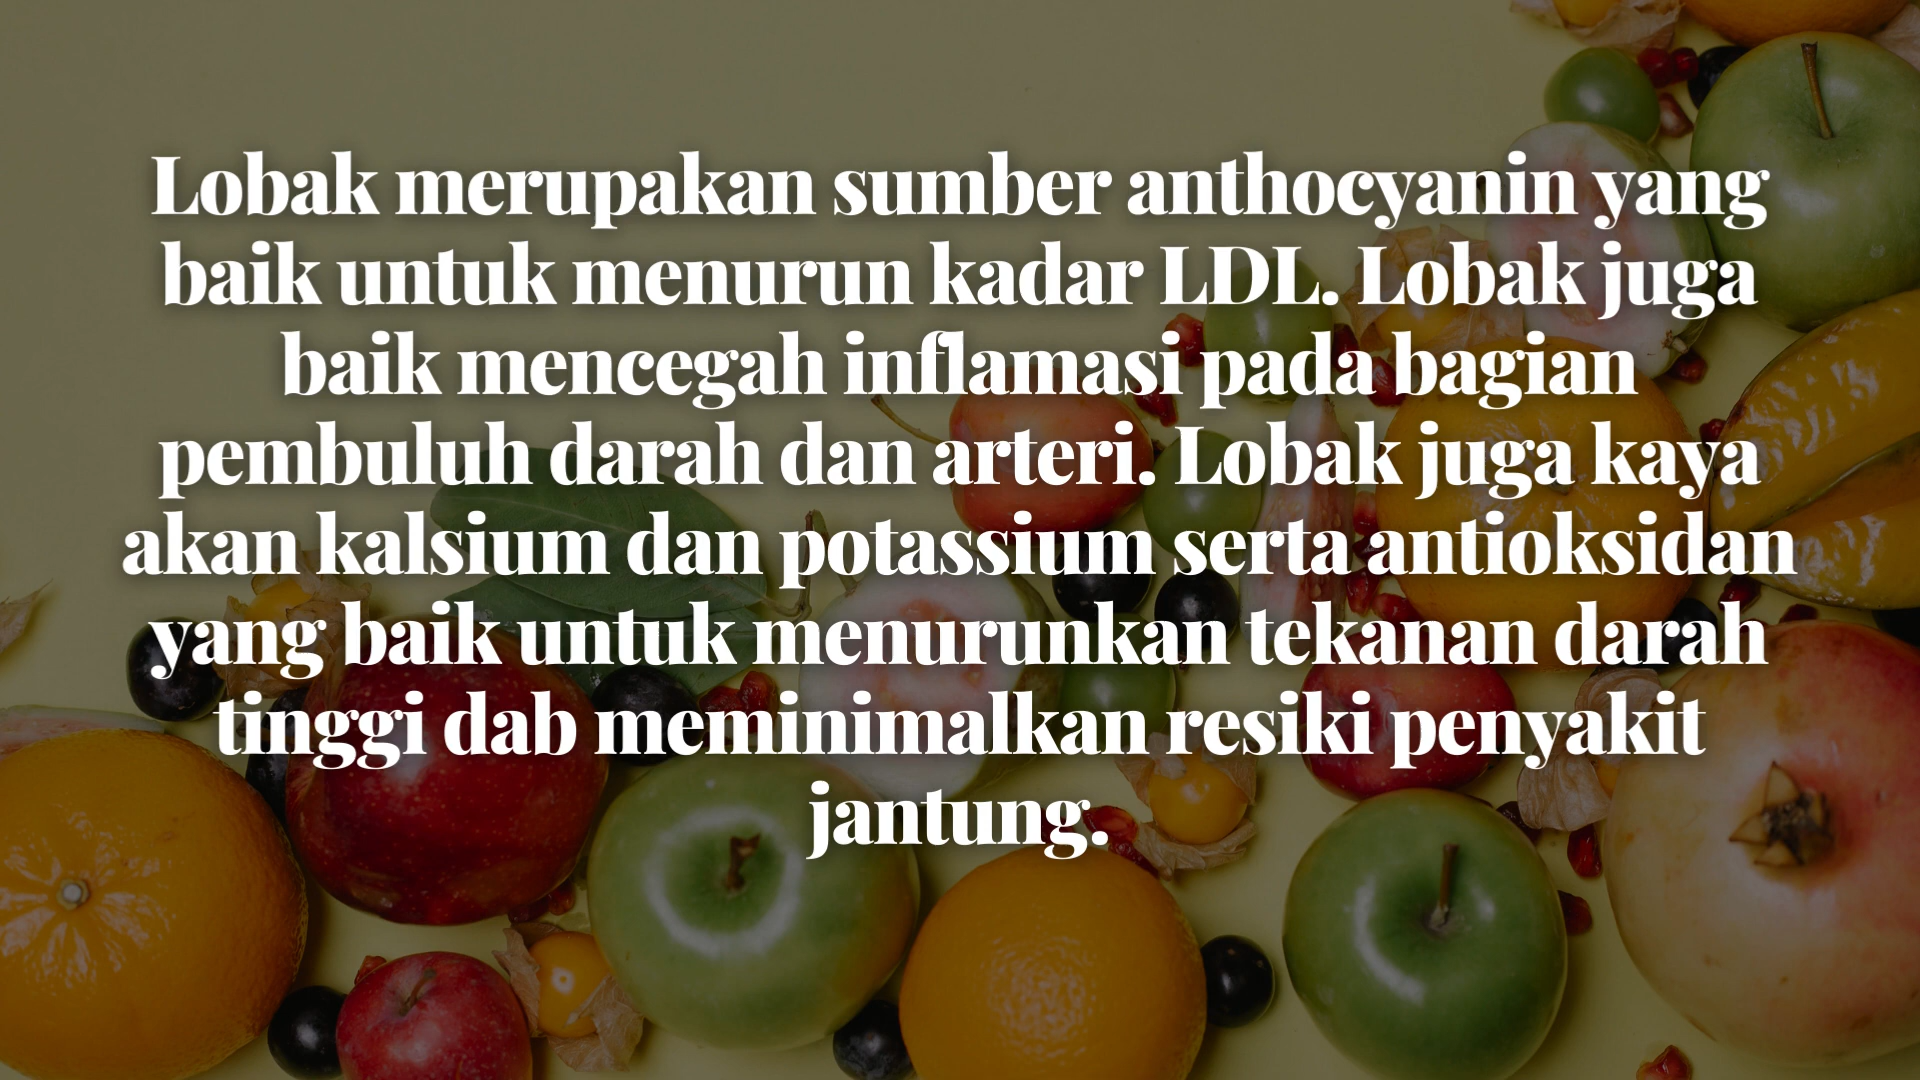 Lobak merupakan sumber anthocyanin yang
baik untuk menurun kadar LDL. Lobak juga
baik mencegah inflamasi pada bagian
pembuluh darah dan arteri. Lobak juga kaya
akan kalsium dan potassium serta antioksidan
yang baik untuk menurunkan tekanan darah
tinggi dab meminimalkan resiki penyakit
jantung.